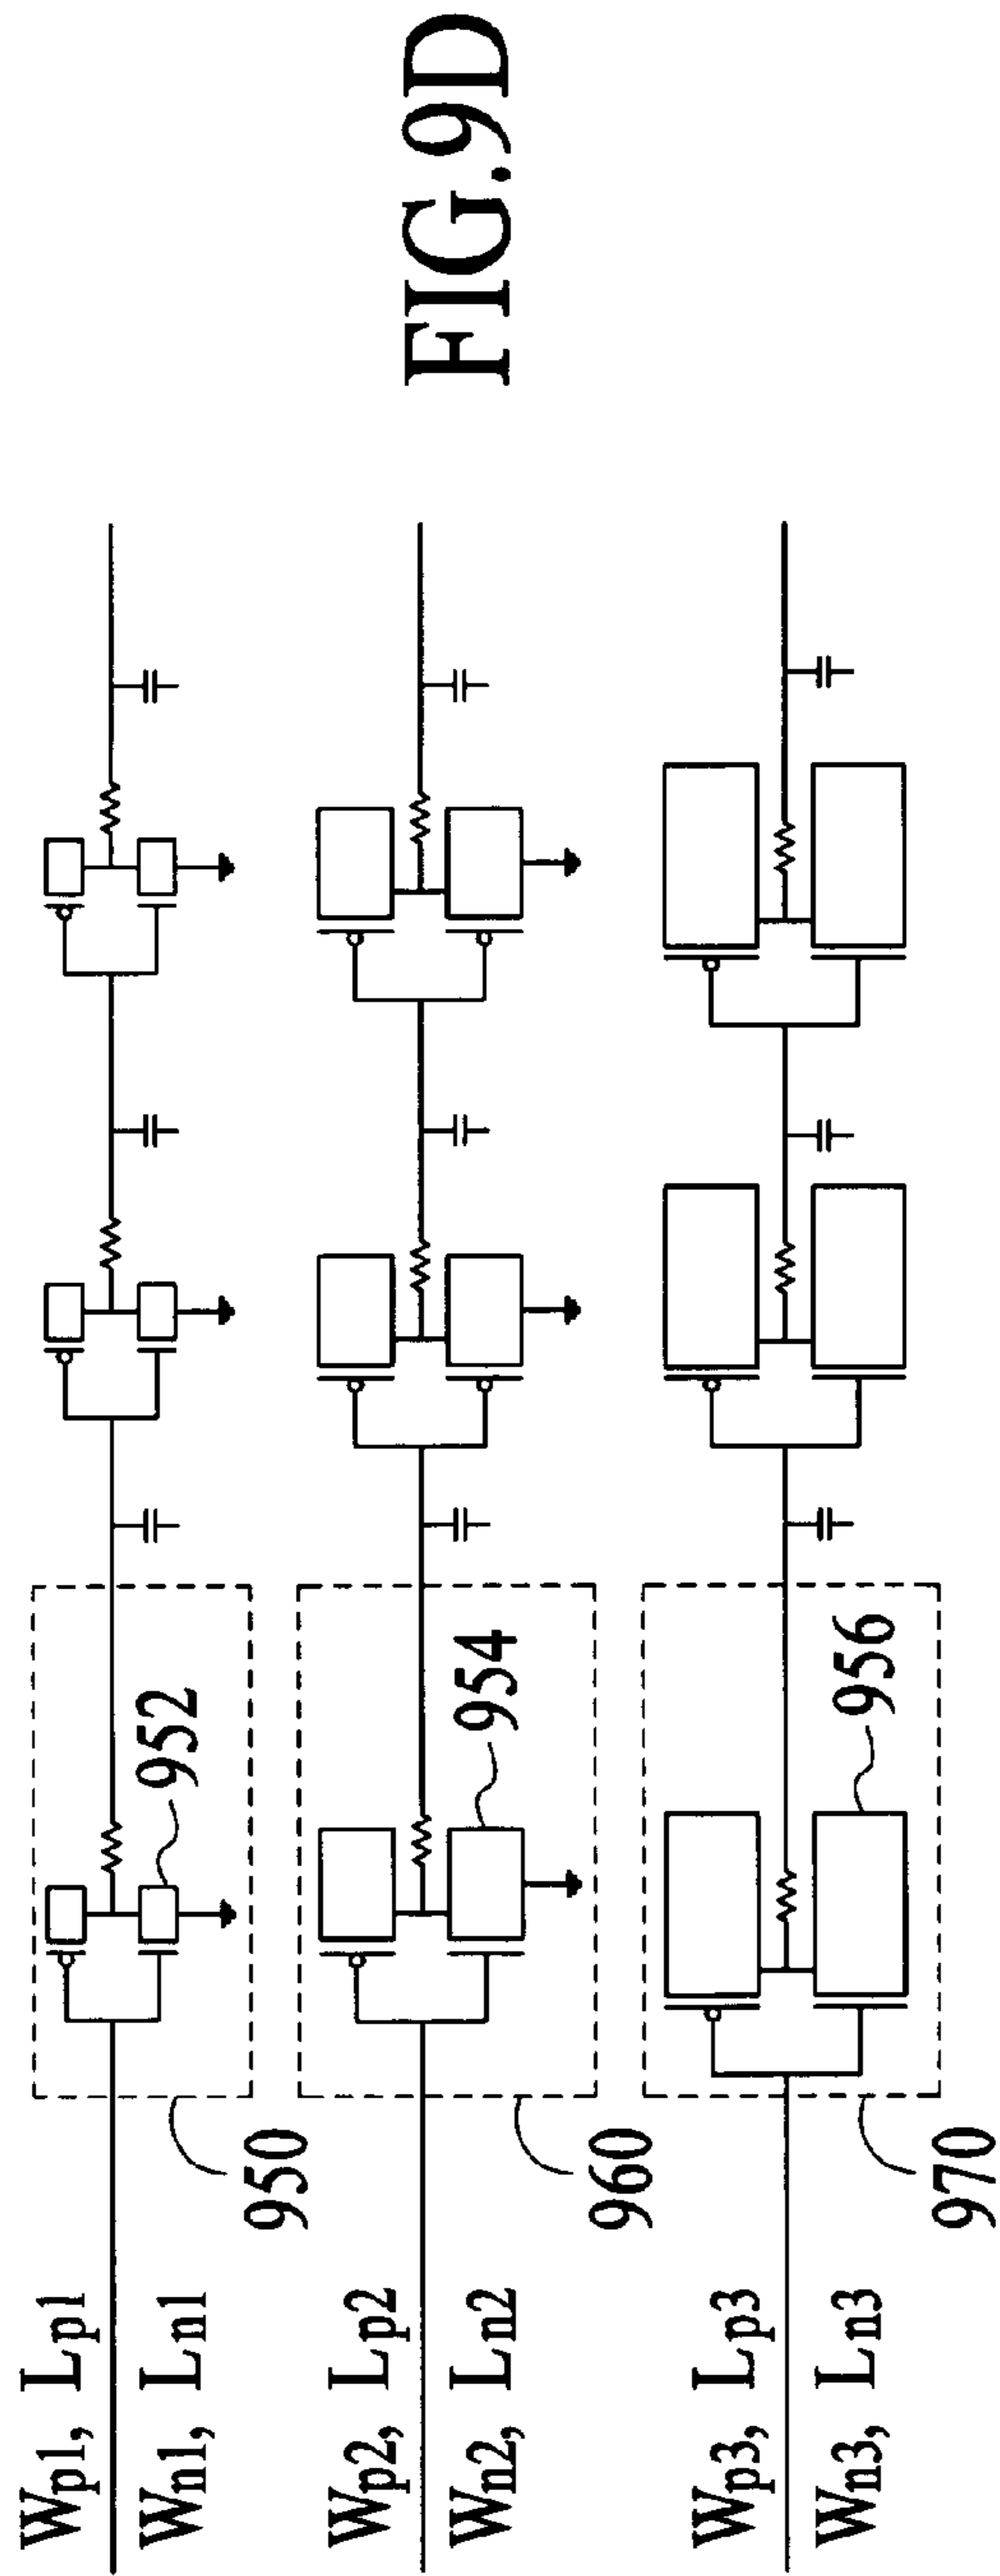 Wp1, Lp1
Wn1, Ln1
950
952
Wp2, Lp2
Wn2, Ln2
960
954
Wp3, Lp3
Wn3, Ln3
970
956
FIG.9D